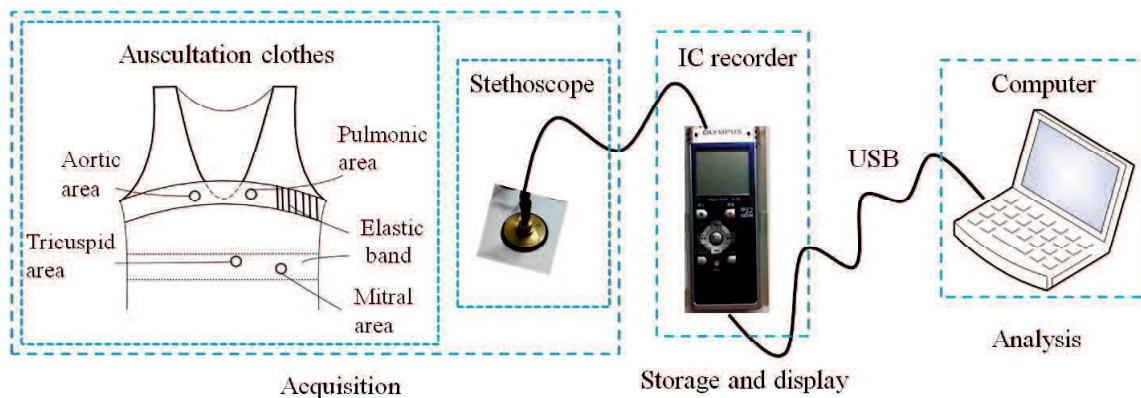 Auscultation clothes
Aortic
area
Pulmonic
area
Tricuspid
area
Elastic
band
Mitral
area
Stethoscope
Acquisition
IC recorder
OLYMPUS
Storage and display
USB
Computer
Analysis